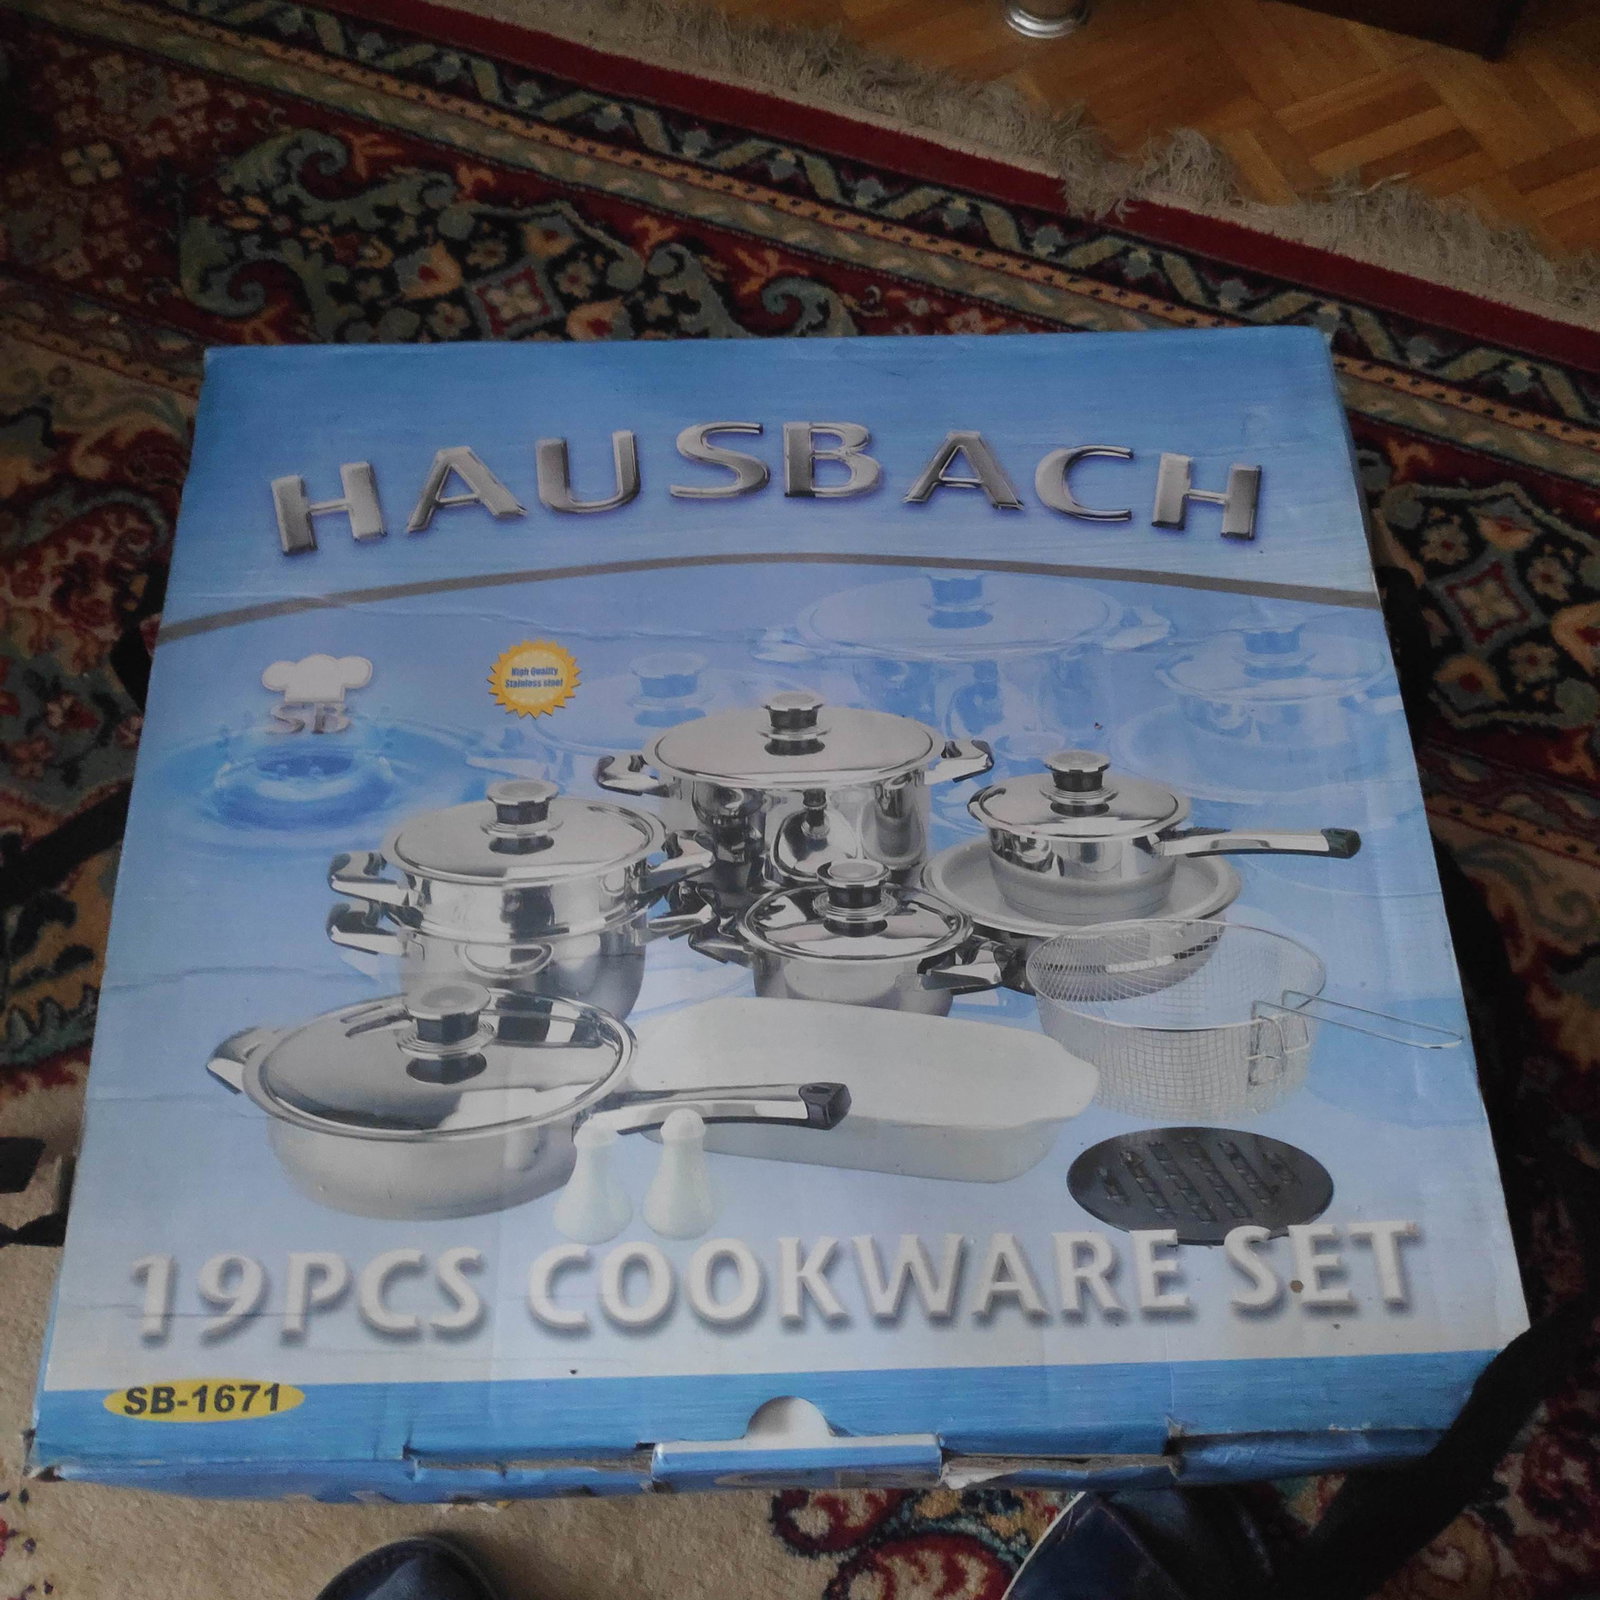 HAUSBACH
SB
High Quality
Stainless steel
19PCS COOKWARE SET
SB-1671